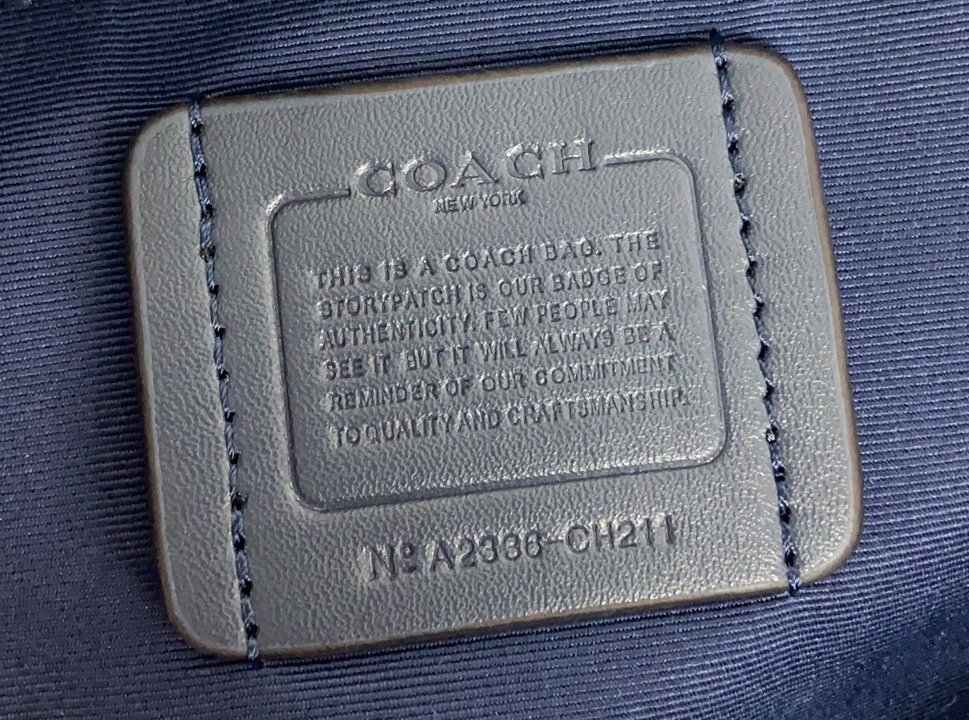 COACH
NEW YORK
THIS IS A COACH BAG. THE
STORYPATCH IS OUR BADGE OF
AUTHENTICITY. FEW PEOPLE MAY
SEE IT BUT IT WILL ALWAYS BE A
REMINDER OF OUR COMMITMENT
TO QUALITY AND CRAFTSMANSHIP.
Nº A2336-CH211